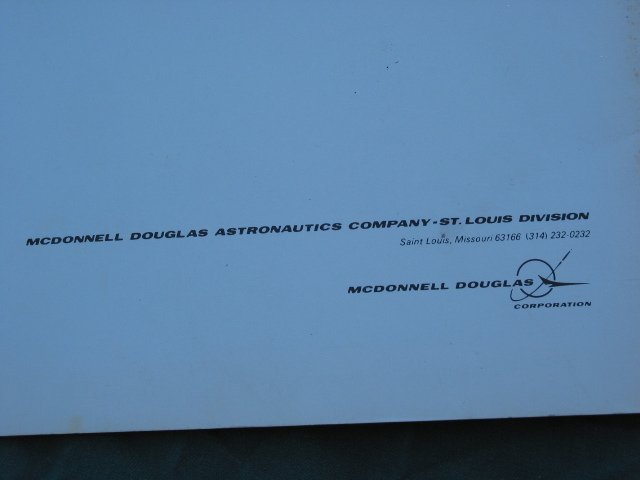 MCDONNELL DOUGLAS ASTRONAUTICS COMPANY-ST. LOUIS DIVISION
Saint Louis, Missouri 63166 (314) 232-0232
MCDONNELL DOUGLAS
CORPORATION